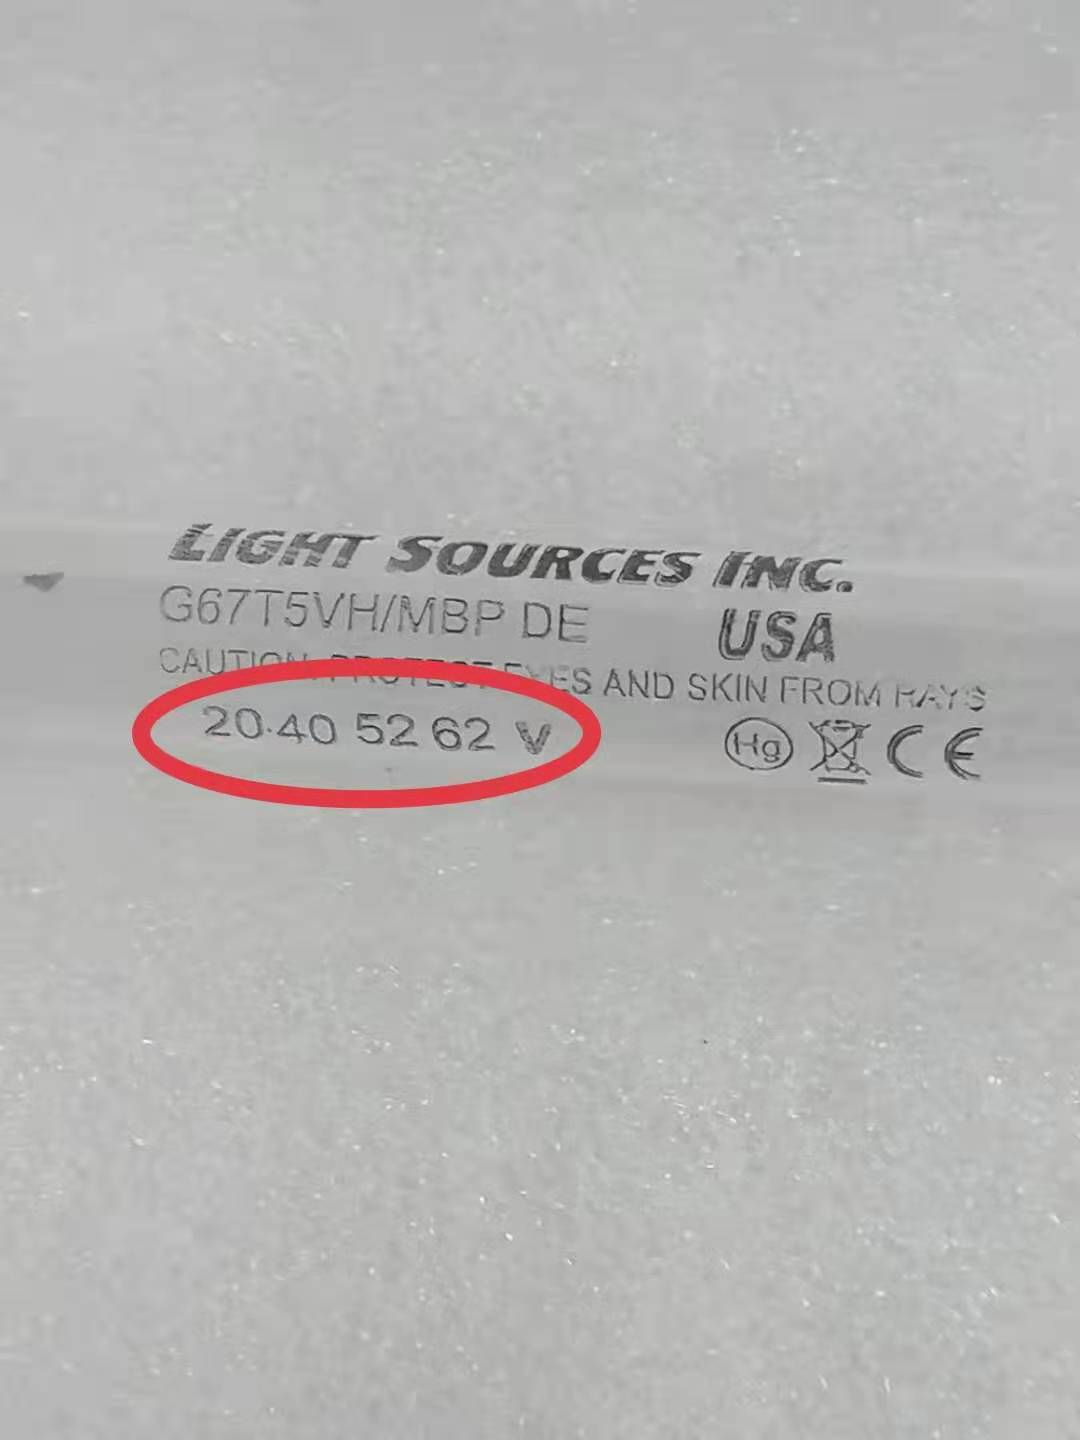 LIGHT SOURCES INC.
G67T5VH/MBP DE USA
CAUTION: PROTECT EYES AND SKIN FROM RAYS
20·40 52 62 V Hg CE